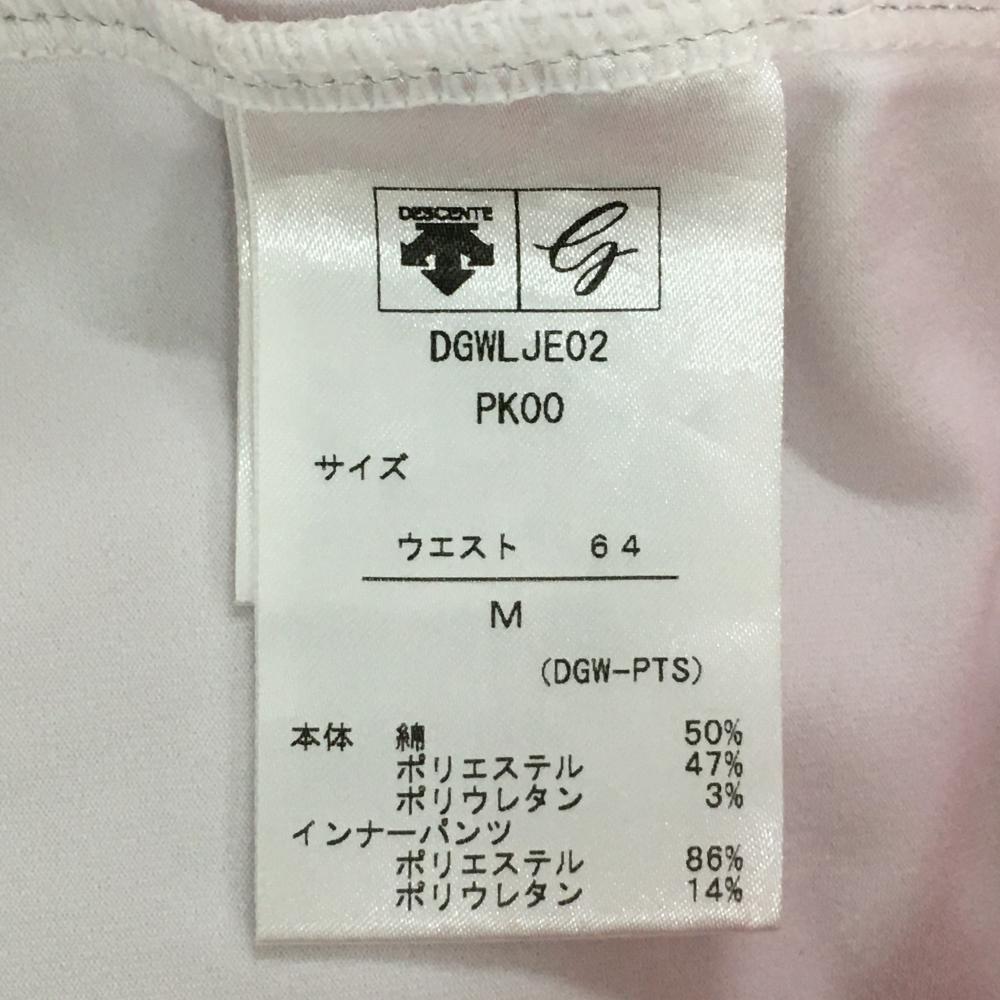 DESCENTE
G
DGWLJE02
PK00
サイズ
ウエスト 64
M
(DGW-PTS)
本体 綿 50%
ポリエステル 47%
ポリウレタン 3%
インナーパンツ
ポリエステル 86%
ポリウレタン 14%